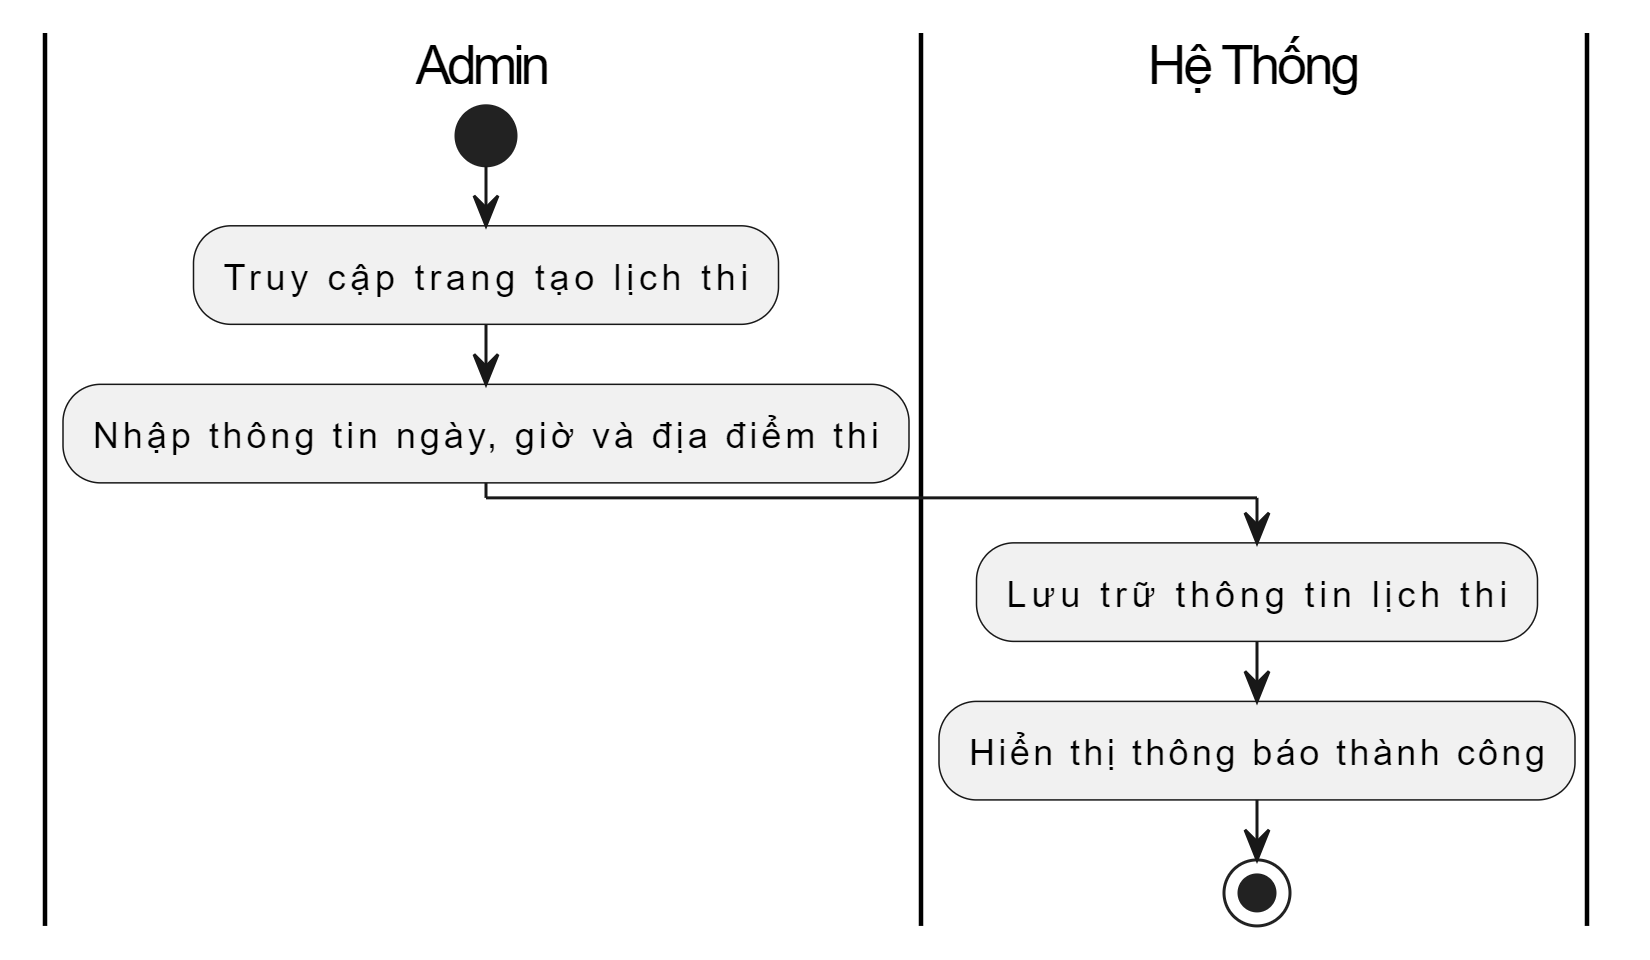 Admin
Hệ Thống
Truy cập trang tạo lịch thi
Nhập thông tin ngày, giờ và địa điểm thi
Lưu trữ thông tin lịch thi
Hiển thị thông báo thành công